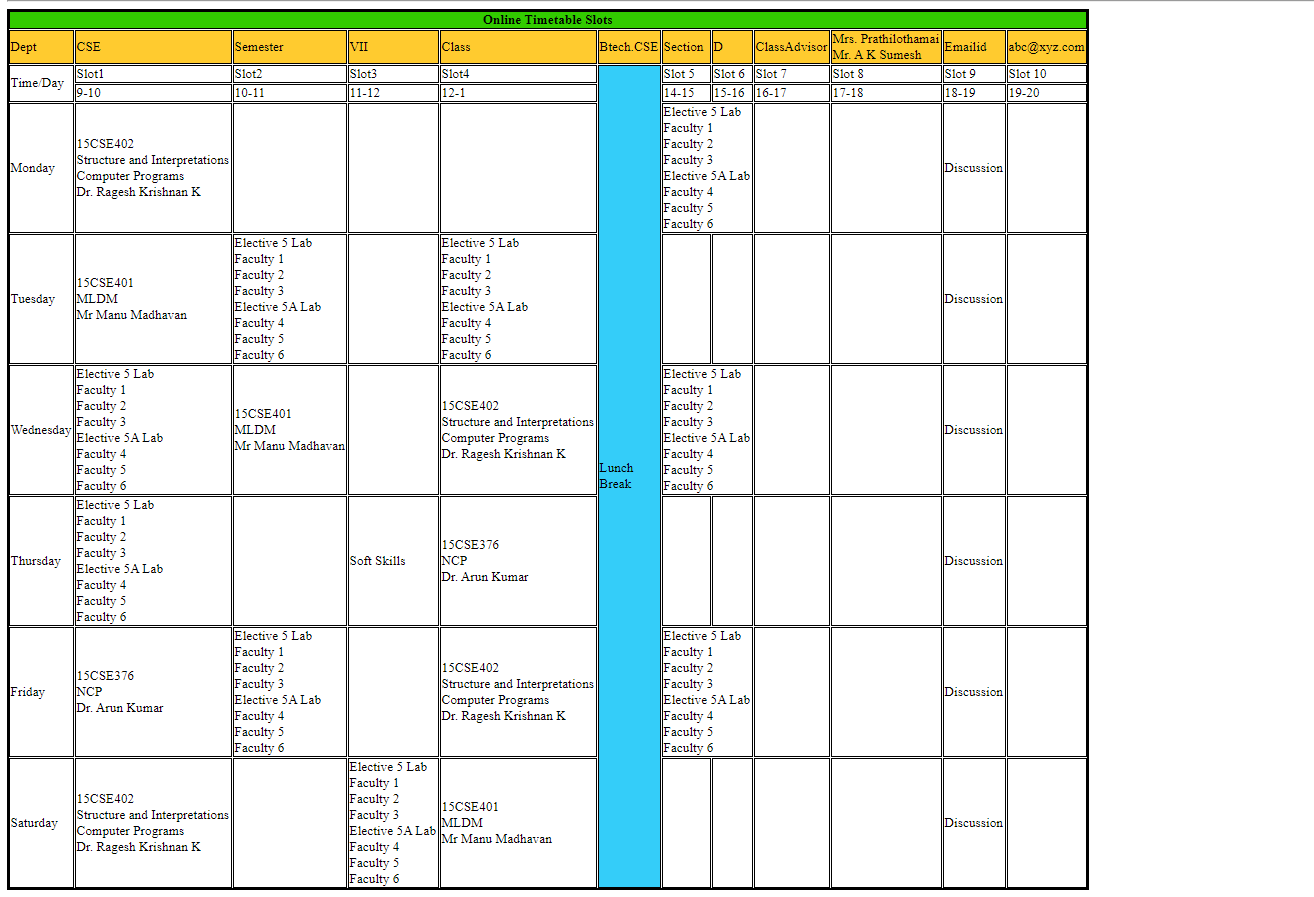 Online Timetable Slots
Dept
CSE
Semester
VII
Class
Btech.CSE
Section
D
ClassAdvisor
Mrs. Prathilothamai
Mr. A K Sumesh
Emailid
abc@xyz.com
Time/Day
Slot1
Slot2
Slot3
Slot4
Lunch
Break
Slot 5
Slot 6
Slot 7
Slot 8
Slot 9
Slot 10
9-10
10-11
11-12
12-1
14-15
15-16
16-17
17-18
18-19
19-20
Monday
15CSE402
Structure and Interpretations
Computer Programs
Dr. Ragesh Krishnan K
Elective 5 Lab
Faculty 1
Faculty 2
Faculty 3
Elective 5A Lab
Faculty 4
Faculty 5
Faculty 6
Discussion
Tuesday
15CSE401
MLDM
Mr Manu Madhavan
Elective 5 Lab
Faculty 1
Faculty 2
Faculty 3
Elective 5A Lab
Faculty 4
Faculty 5
Faculty 6
Elective 5 Lab
Faculty 1
Faculty 2
Faculty 3
Elective 5A Lab
Faculty 4
Faculty 5
Faculty 6
Discussion
Wednesday
Elective 5 Lab
Faculty 1
Faculty 2
Faculty 3
Elective 5A Lab
Faculty 4
Faculty 5
Faculty 6
15CSE401
MLDM
Mr Manu Madhavan
15CSE402
Structure and Interpretations
Computer Programs
Dr. Ragesh Krishnan K
Elective 5 Lab
Faculty 1
Faculty 2
Faculty 3
Elective 5A Lab
Faculty 4
Faculty 5
Faculty 6
Discussion
Thursday
Elective 5 Lab
Faculty 1
Faculty 2
Faculty 3
Elective 5A Lab
Faculty 4
Faculty 5
Faculty 6
Soft Skills
15CSE376
NCP
Dr. Arun Kumar
Discussion
Friday
15CSE376
NCP
Dr. Arun Kumar
Elective 5 Lab
Faculty 1
Faculty 2
Faculty 3
Elective 5A Lab
Faculty 4
Faculty 5
Faculty 6
15CSE402
Structure and Interpretations
Computer Programs
Dr. Ragesh Krishnan K
Elective 5 Lab
Faculty 1
Faculty 2
Faculty 3
Elective 5A Lab
Faculty 4
Faculty 5
Faculty 6
Discussion
Saturday
15CSE402
Structure and Interpretations
Computer Programs
Dr. Ragesh Krishnan K
Elective 5 Lab
Faculty 1
Faculty 2
Faculty 3
Elective 5A Lab
Faculty 4
Faculty 5
Faculty 6
15CSE401
MLDM
Mr Manu Madhavan
Discussion